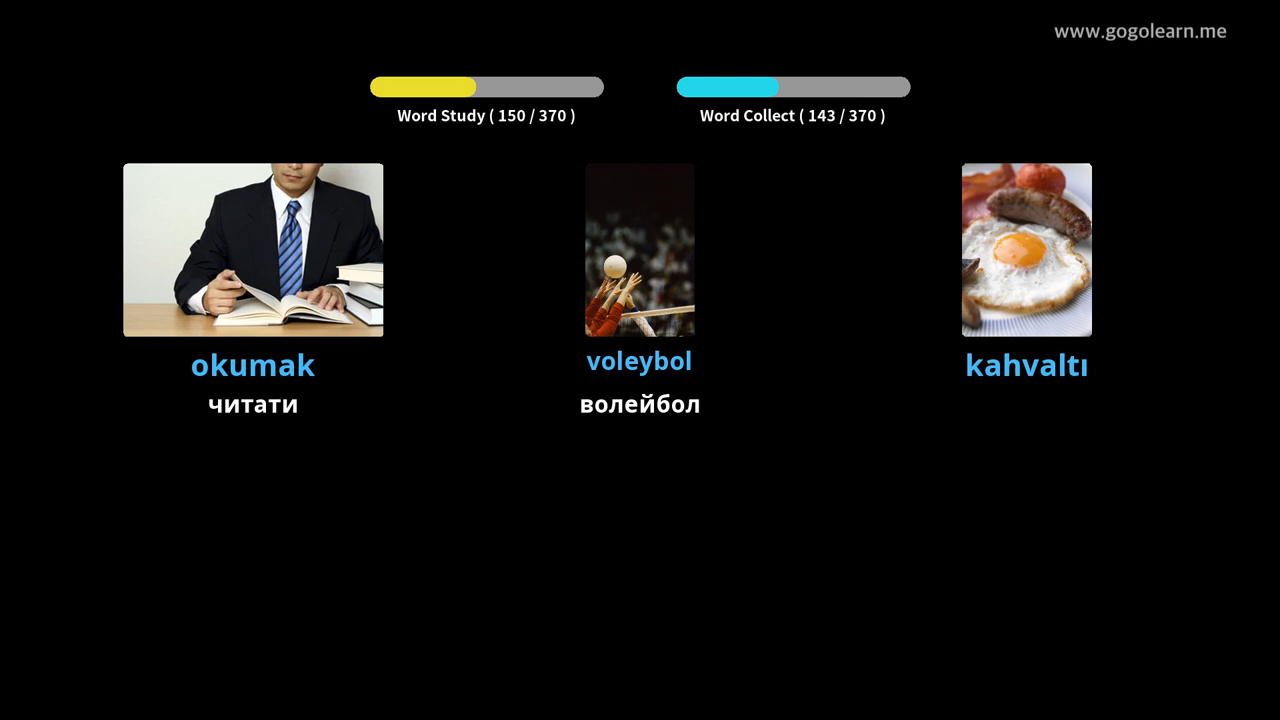 www.gogolearn.me
Word Study ( 150 / 370 )
Word Collect ( 143 / 370 )
okumak
читати
voleybol
волейбол
kahvaltı